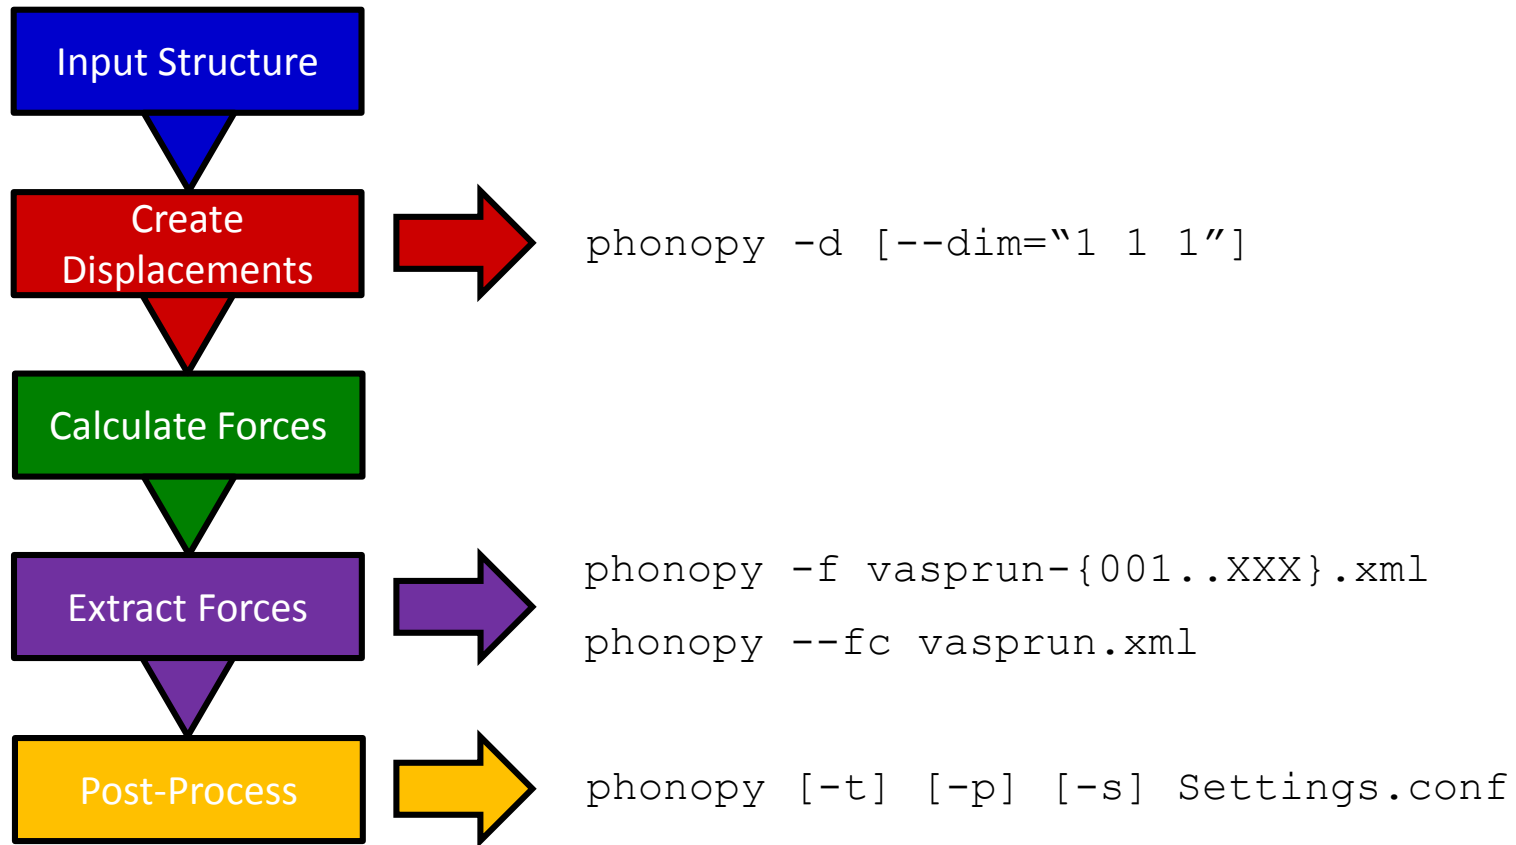 Input Structure
Create
Displacements
phonopy -d [--dim=“1 1 1”]
Calculate Forces
Extract Forces
phonopy -f vasprun-{001..XXX}.xml
phonopy --fc vasprun.xml
Post-Process
phonopy [-t] [-p] [-s] Settings.conf